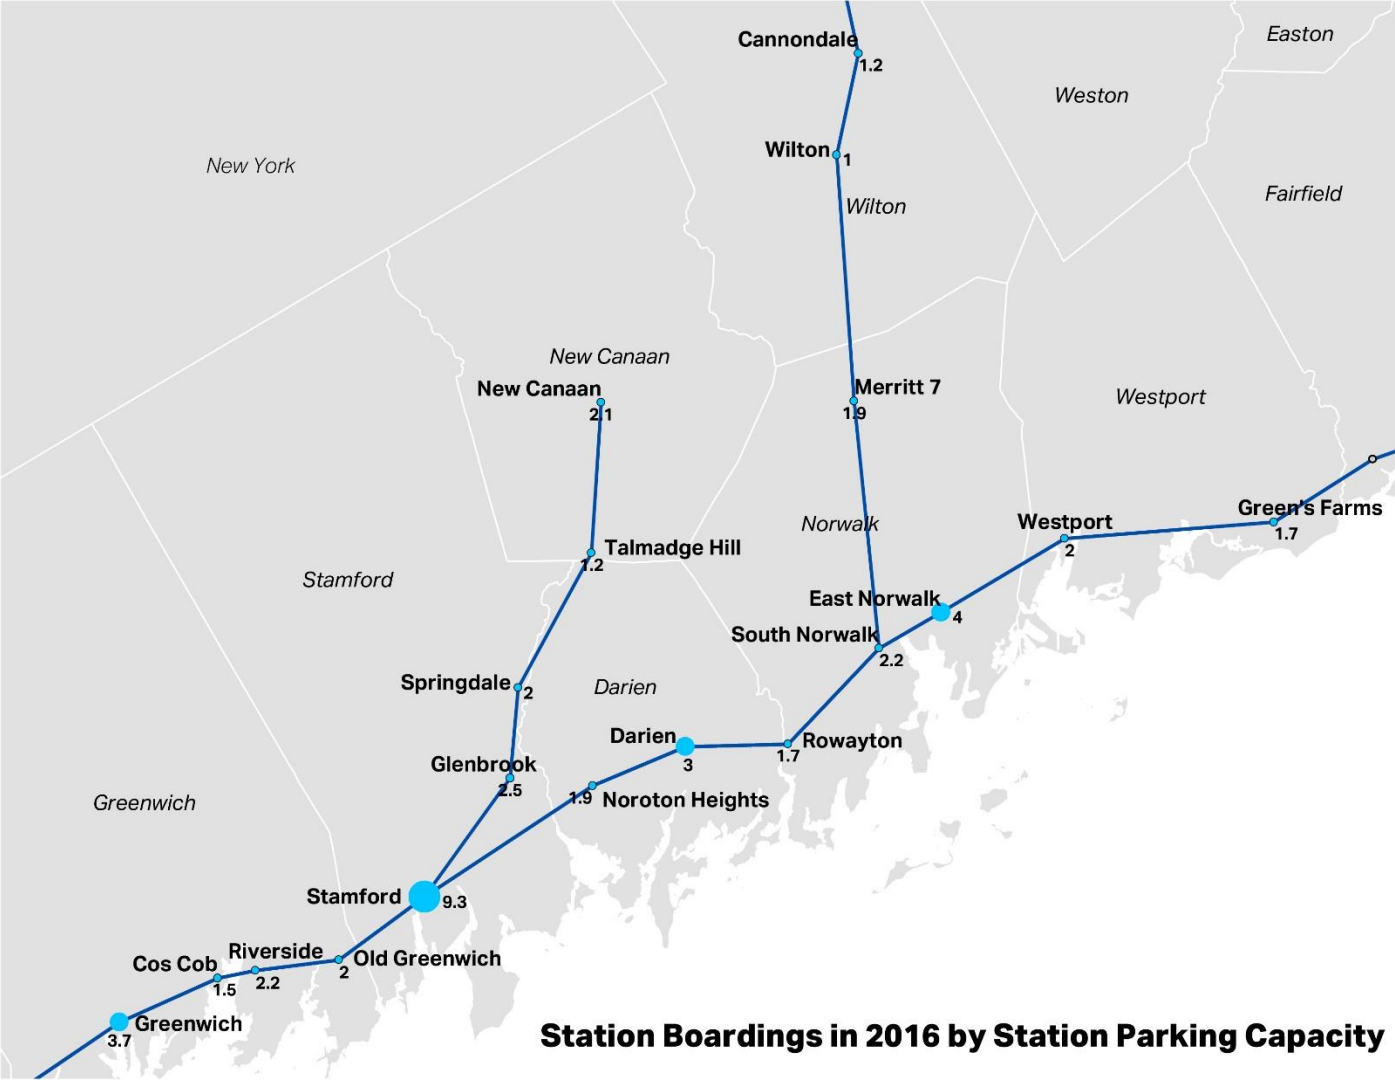 Cannondale
1.2
Easton
Weston
Wilton
1
New York
Fairfield
Wilton
New Canaan
New Canaan
2.1
Merritt 7
1.9
Westport
Green's Farms
1.7
Westport
2
Norwalk
Talmadge Hill
1.2
Stamford
East Norwalk
4
South Norwalk
2.2
Springdale
2
Darien
Darien
3
Rowayton
1.7
Glenbrook
2.5
1.9
Noroton Heights
Greenwich
Stamford
9.3
Riverside
2.2
Old Greenwich
2
Cos Cob
1.5
Greenwich
3.7
Station Boardings in 2016 by Station Parking Capacity